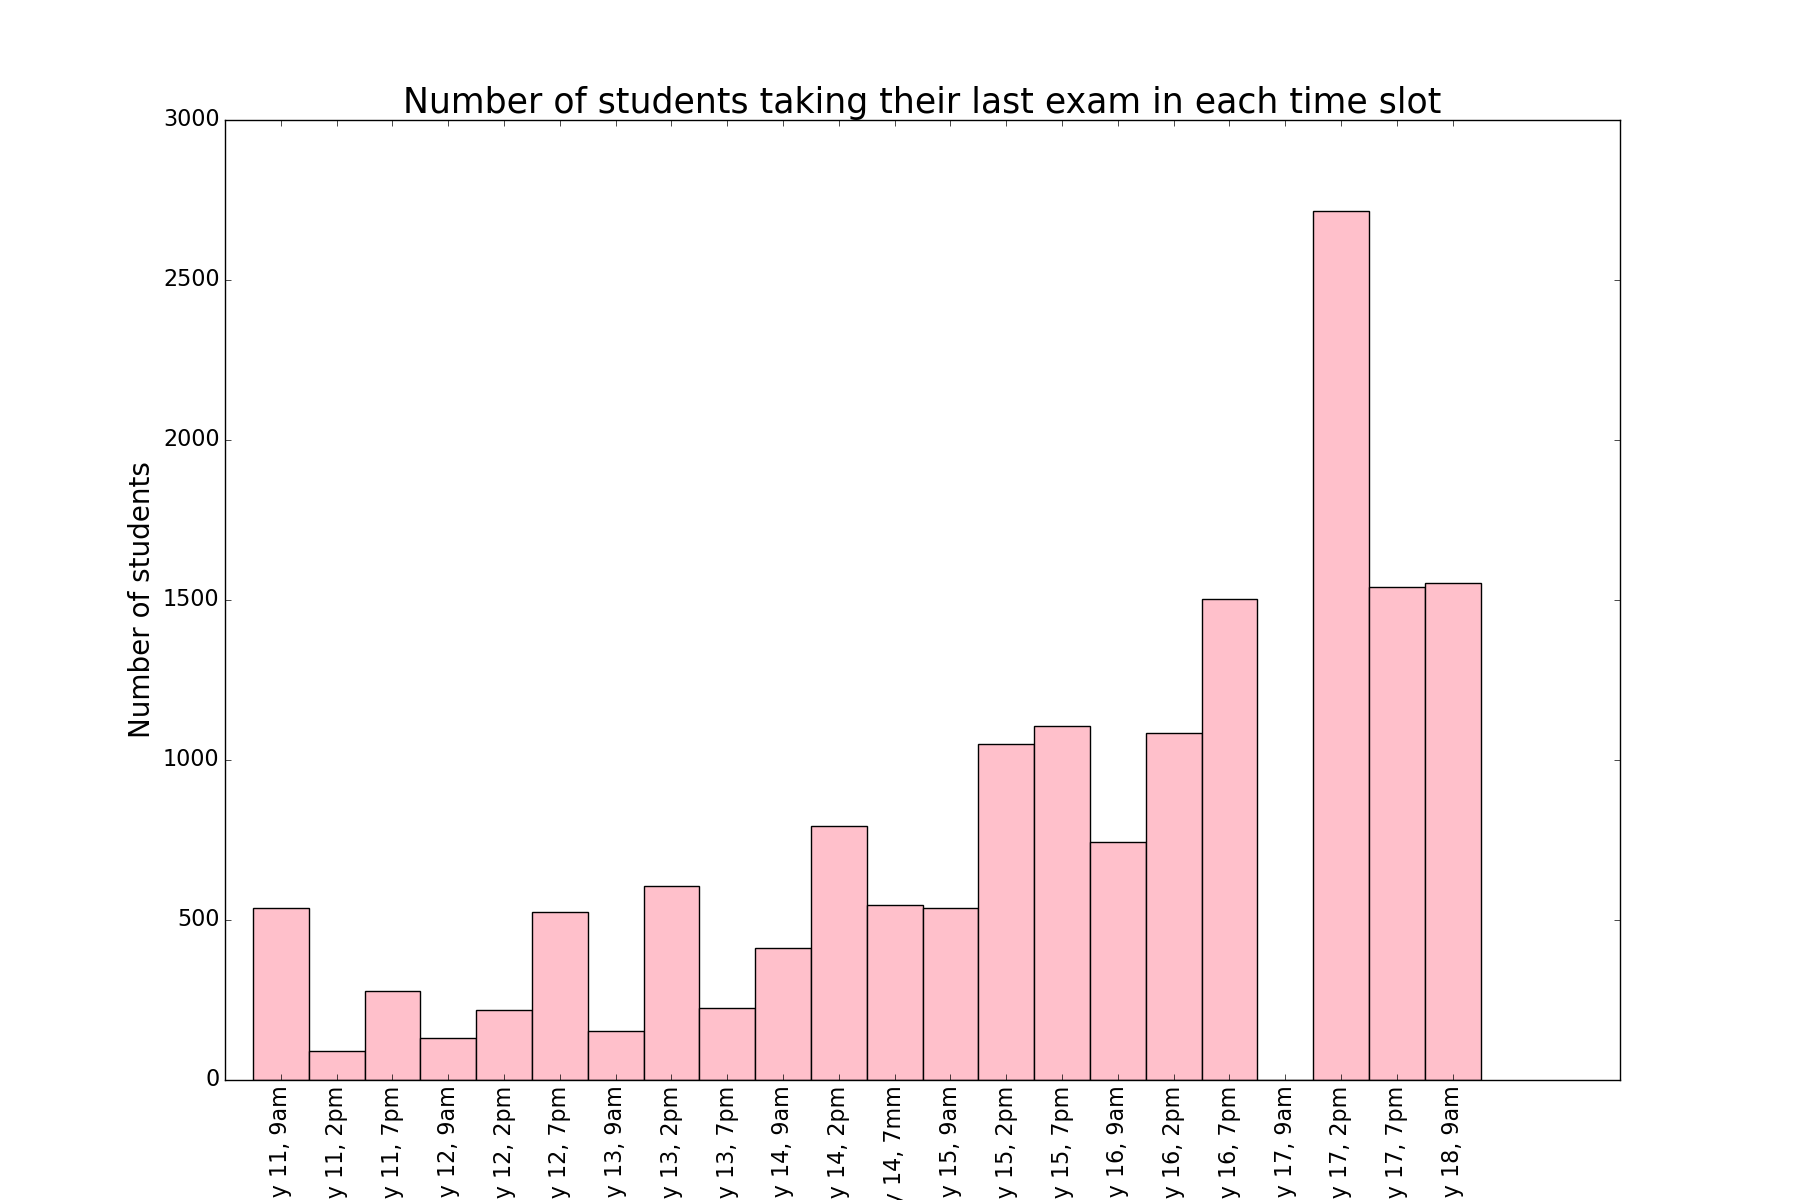 Number of students taking their last exam in each time slot
Number of students
3000
2500
2000
1500
1000
500
0
y 11, 9am
y 11, 2pm
y 11, 7pm
y 12, 9am
y 12, 2pm
y 12, 7pm
y 13, 9am
y 13, 2pm
y 13, 7pm
y 14, 9am
y 14, 2pm
y 14, 7mm
y 15, 9am
y 15, 2pm
y 15, 7pm
y 16, 9am
y 16, 2pm
y 16, 7pm
y 17, 9am
y 17, 2pm
y 17, 7pm
y 18, 9am